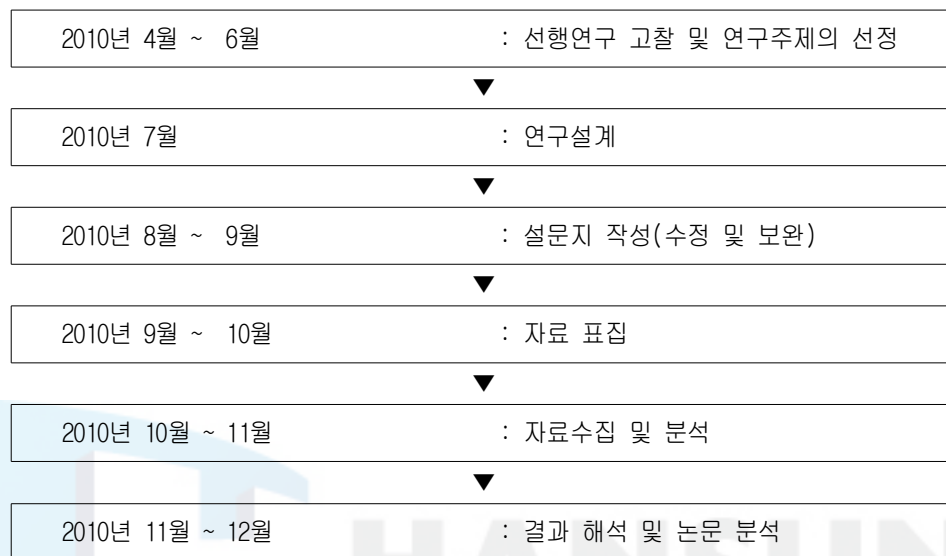 2010년 4월 ~ 6월 : 선행연구 고찰 및 연구주제의 선정
▼
2010년 7월 : 연구설계
▼
2010년 8월 ~ 9월 : 설문지 작성(수정 및 보완)
▼
2010년 9월 ~ 10월 : 자료 표집
▼
2010년 10월 ~ 11월 : 자료수집 및 분석
▼
2010년 11월 ~ 12월 : 결과 해석 및 논문 분석
HANSUN